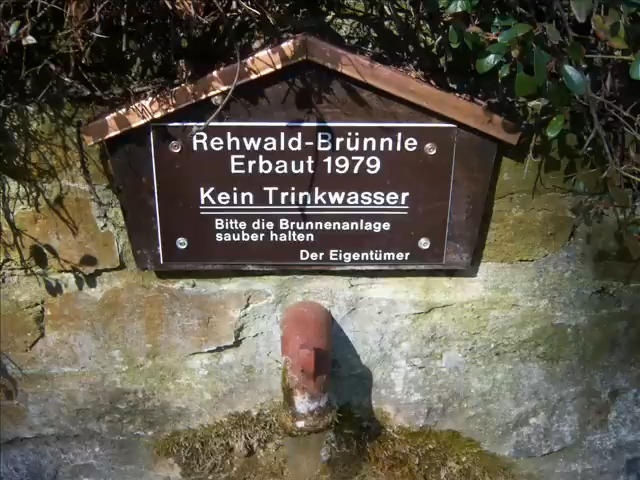 Rehwald-Brünnle
Erbaut 1979
Kein Trinkwasser
Bitte die Brunnenanlage
sauber halten
Der Eigentümer